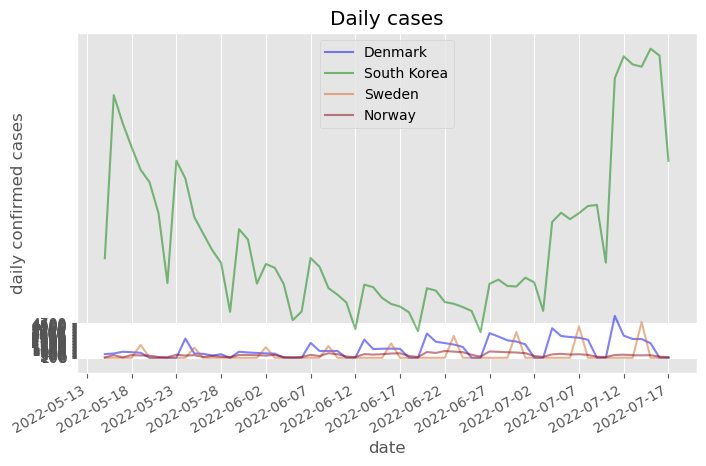 Daily cases
Denmark
South Korea
Sweden
Norway
daily confirmed cases
2022-05-13
2022-05-18
2022-05-23
2022-05-28
2022-06-02
2022-06-07
2022-06-12
2022-06-17
2022-06-22
2022-06-27
2022-07-02
2022-07-07
2022-07-12
2022-07-17
date